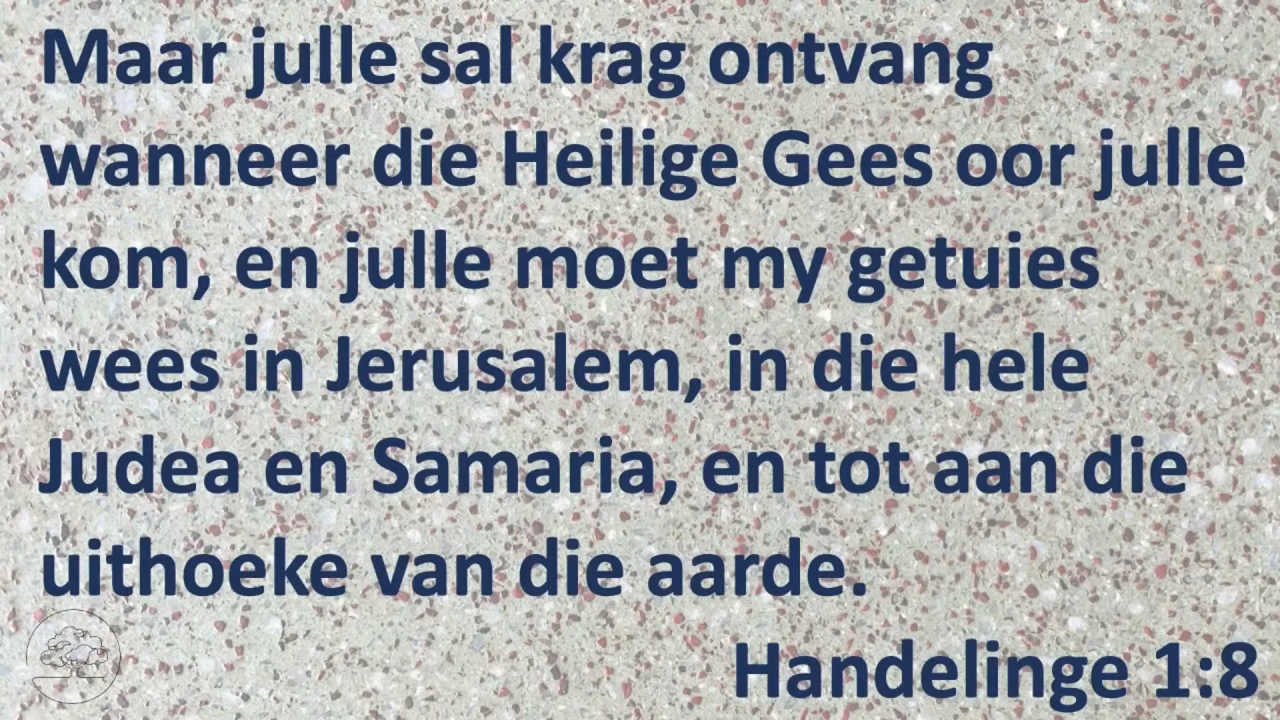 Maar julle sal krag ontvang
wanneer die Heilige Gees oor julle
kom, en julle moet my getuies
wees in Jerusalem, in die hele
Judea en Samaria, en tot aan die
uithoeke van die aarde.
Handelinge 1:8